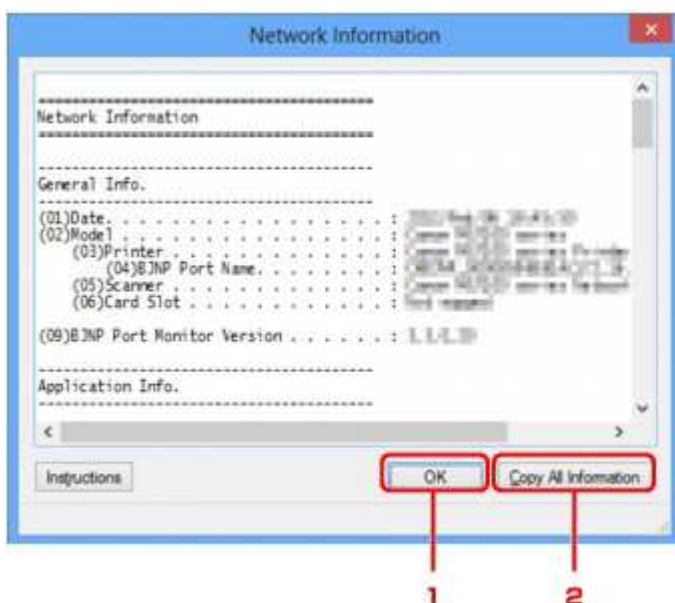 Network Information
Network Information
General Info.
(01)Date. . . . . . . . . . . . . . . . . :
(02)Model . . . . . . . . . . . . . . . . :
(03)Printer . . . . . . . . . . . . . :
(04)BJNP Port Name. . . . . . . :
(05)Scanner . . . . . . . . . . . . . :
(06)Card Slot . . . . . . . . . . . . :
(09)BJNP Port Monitor Version . . . . . . :
Application Info.
Instructions OK Copy All Information
1 2